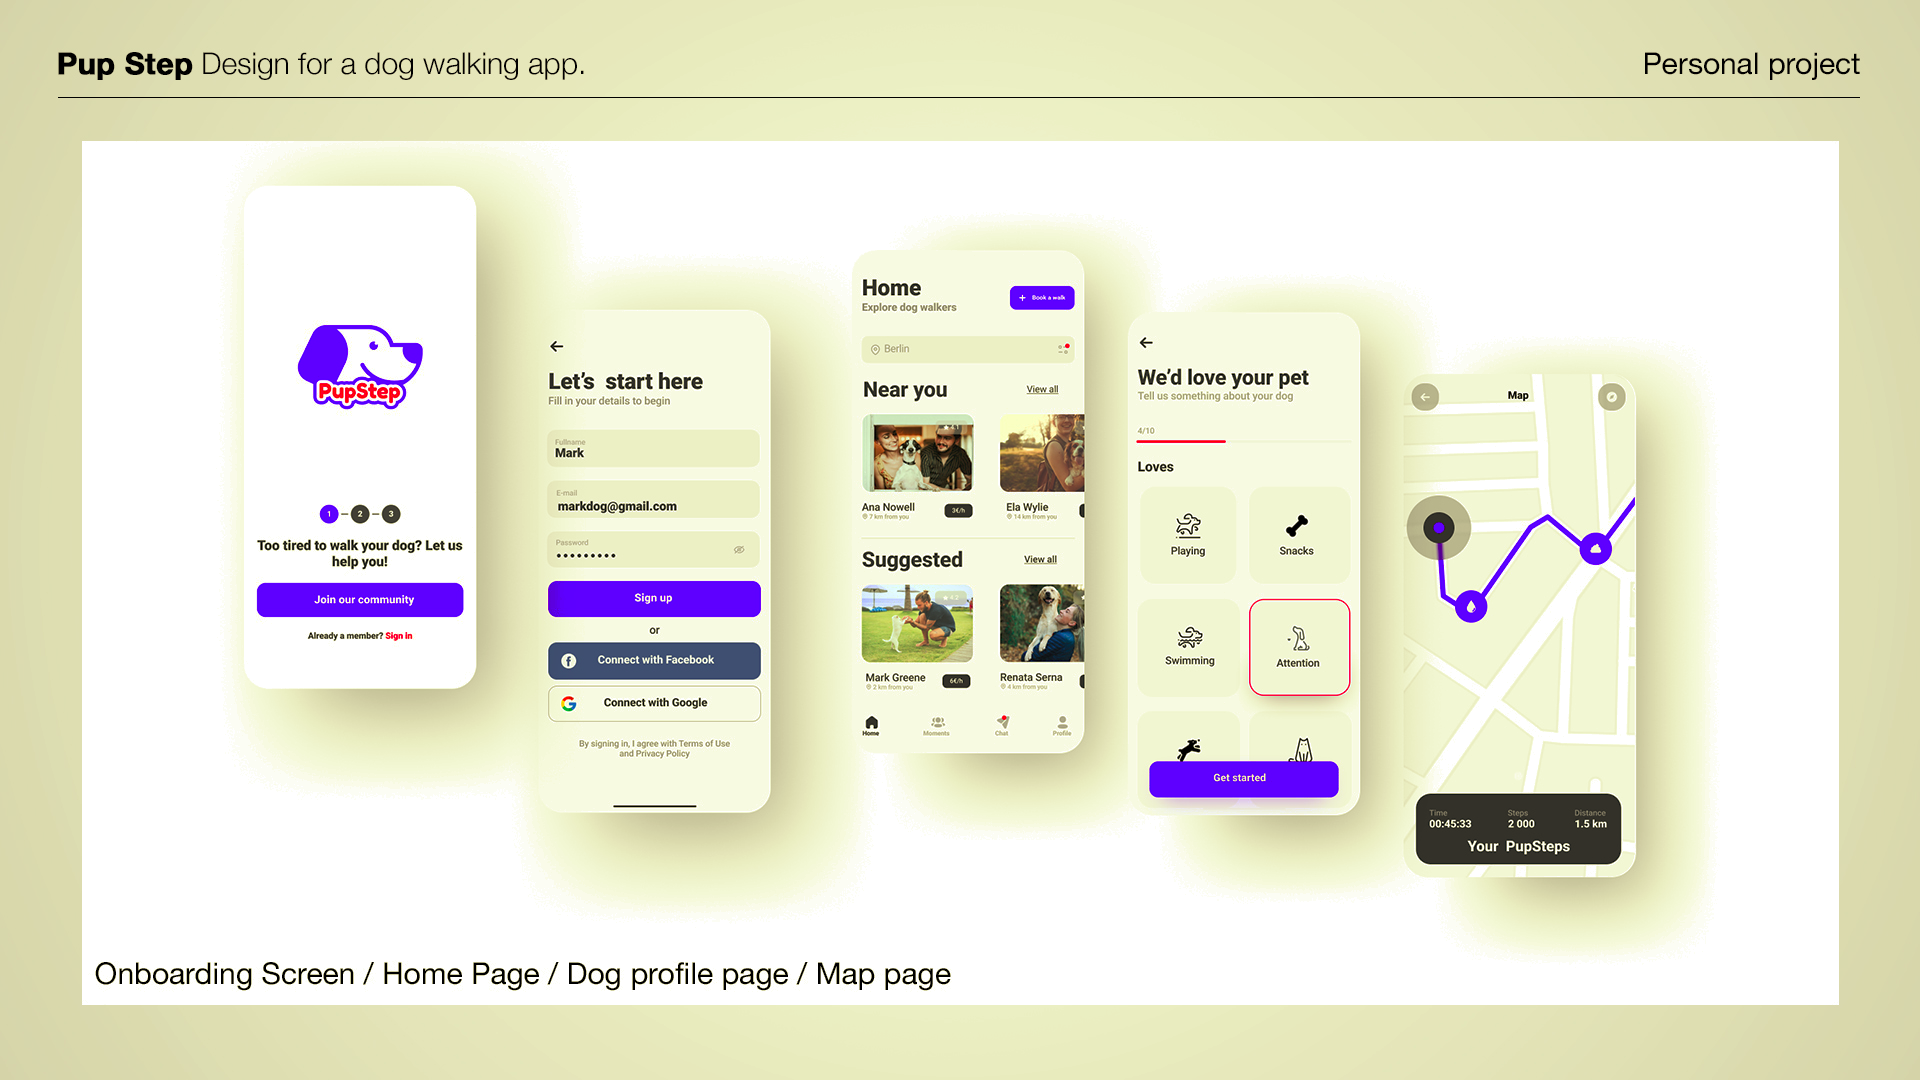 Pup Step Design for a dog walking app.
Personal project
PupStep
1
2
3
Too tired to walk your dog? Let us
help you!
Join our community
Already a member? Sign in
Let’s  start here
Fill in your details to begin
Fullname
Mark
E-mail
markdog@gmail.com
Password
Sign up
or
Connect with Facebook
Connect with Google
By signing in, I agree with Terms of Use
and Privacy Policy
Home
Explore dog walkers
Book a walk
Berlin
Near you
View all
Ana Nowell
7 km from you
3€/h
Ela Wylie
14 km from you
Suggested
View all
Mark Greene
2 km from you
6€/h
Renata Serna
4 km from you
Home
Moments
Chat
Profile
We’d love your pet
Tell us something about your dog
4/10
Loves
Playing
Snacks
Swimming
Attention
Get started
Map
Time
Steps
Distance
00:45:33
2 000
1.5 km
Your PupSteps
Onboarding Screen / Home Page / Dog profile page / Map page